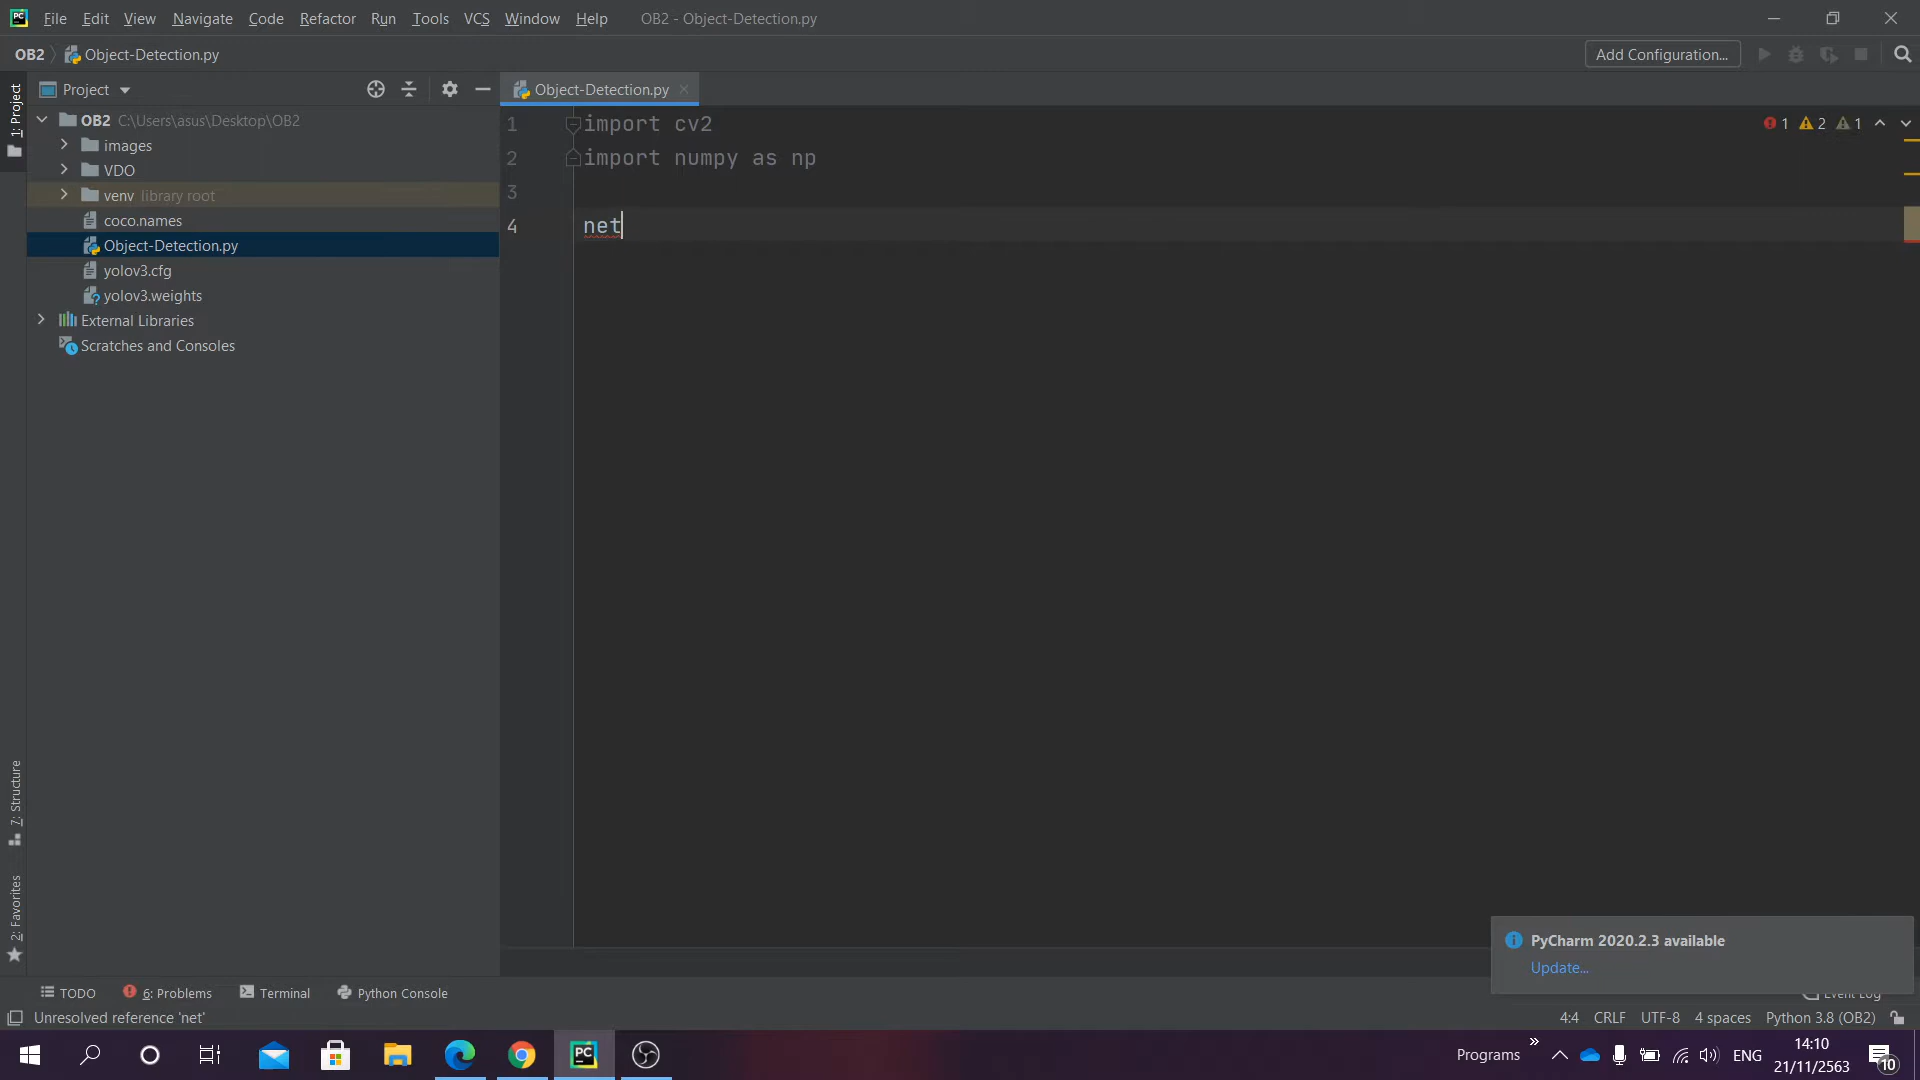 File Edit View Navigate Code Refactor Run Tools VCS Window Help OB2 - Object-Detection.py
OB2 Object-Detection.py Add Configuration...
1: Project
Project
Object-Detection.py
OB2 C:\Users\asus\Desktop\OB2
images
VDO
venv library root
coco.names
Object-Detection.py
yolov3.cfg
yolov3.weights
External Libraries
Scratches and Consoles
1 import cv2
2 import numpy as np
3
4 net
1 2 1
7: Structure
2: Favorites
PyCharm 2020.2.3 available
Update...
TODO 6: Problems Terminal Python Console Event Log
Unresolved reference 'net' 4:4 CRLF UTF-8 4 spaces Python 3.8 (OB2)
PC
Programs ENG 14:10
21/11/2563
10